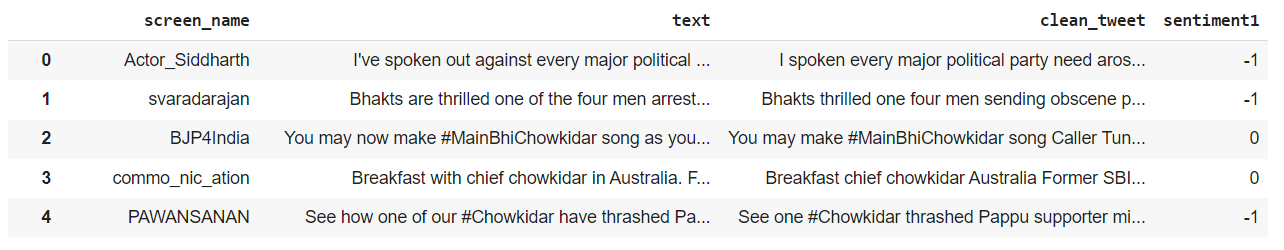 screen_name text clean_tweet sentiment1
0 Actor_Siddharth I've spoken out against every major political ... I spoken every major political party need aros... -1
1 svaradarajan Bhakts are thrilled one of the four men arrest... Bhakts thrilled one four men sending obscene p... -1
2 BJP4India You may now make #MainBhiChowkidar song as you... You may make #MainBhiChowkidar song Caller Tun... 0
3 commo_nic_ation Breakfast with chief chowkidar in Australia. F... Breakfast chief chowkidar Australia Former SBI... 0
4 PAWANSANAN See how one of our #Chowkidar have thrashed Pa... See one #Chowkidar thrashed Pappu supporter mi... -1